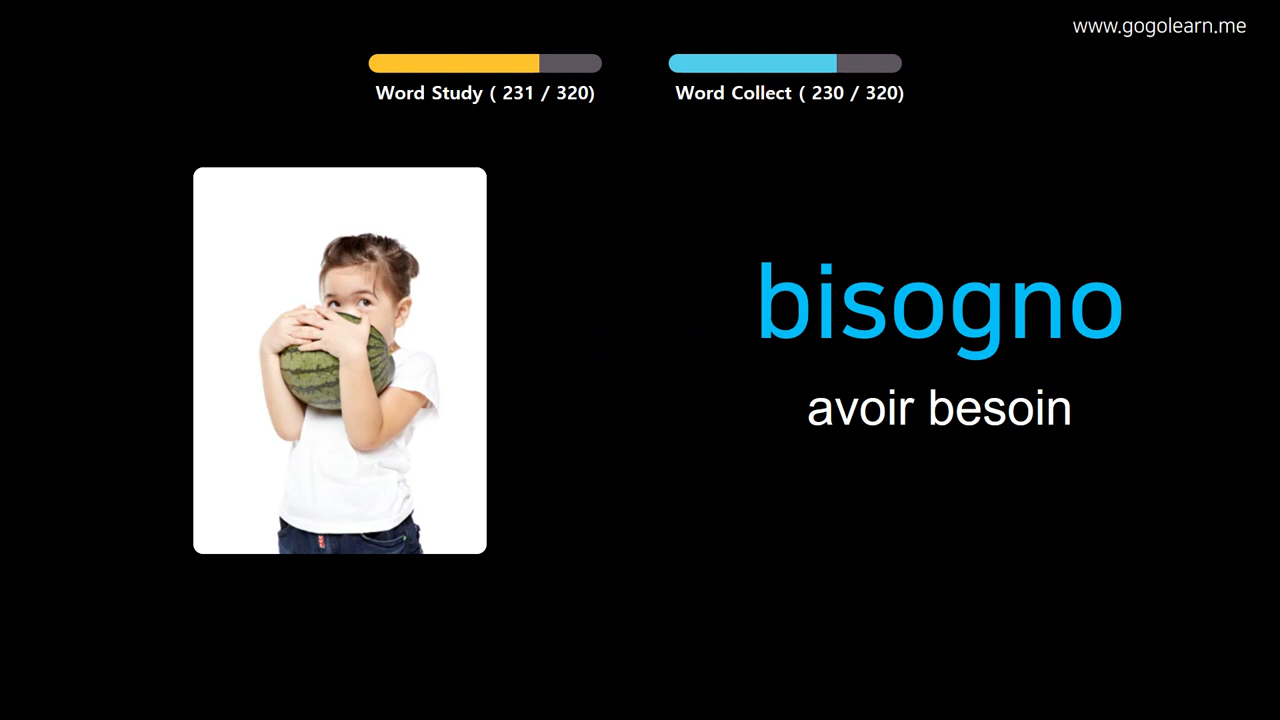 www.gogolearn.me
Word Study ( 231 / 320)
Word Collect ( 230 / 320)
bisogno
avoir besoin